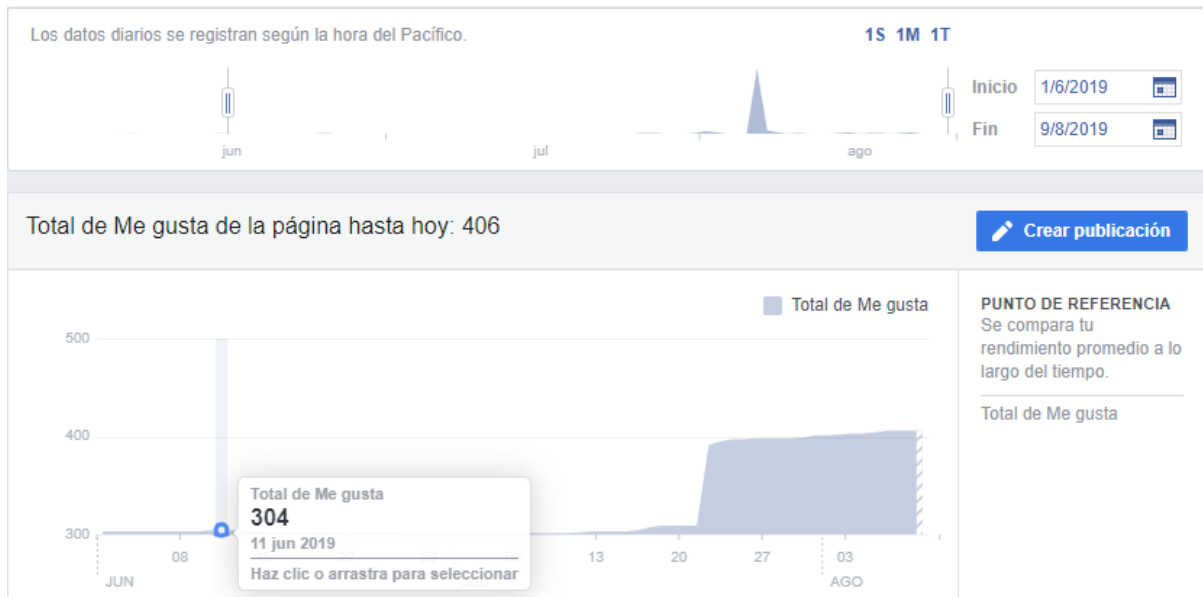 Los datos diarios se registran según la hora del Pacífico.
1S 1M 1T
Inicio 1/6/2019
Fin 9/8/2019
jun jul ago
Total de Me gusta de la página hasta hoy: 406
Crear publicación
Total de Me gusta
PUNTO DE REFERENCIA
Se compara tu
rendimiento promedio a lo
largo del tiempo.
Total de Me gusta
500
400
300
Total de Me gusta
304
11 jun 2019
Haz clic o arrastra para seleccionar
08 13 20 27 03
JUN AGO